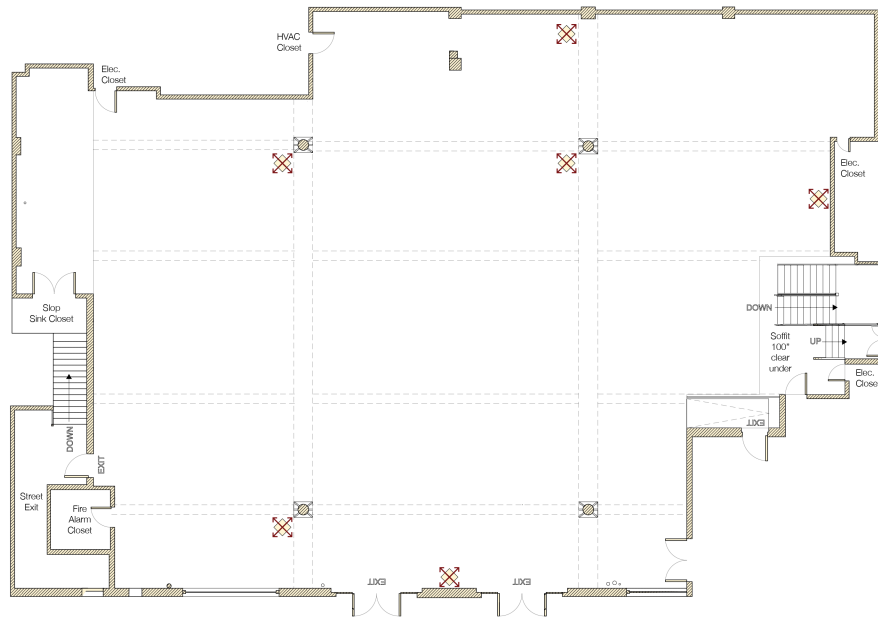 HVAC
Closet
Elec.
Closet
Elec.
Closet
Slop
Sink Closet
DOWN
Soffit
100"
clear
under
UP
Elec.
Closet
EXIT
DOWN
EXIT
Street
Exit
Fire
Alarm
Closet
EXIT
EXIT